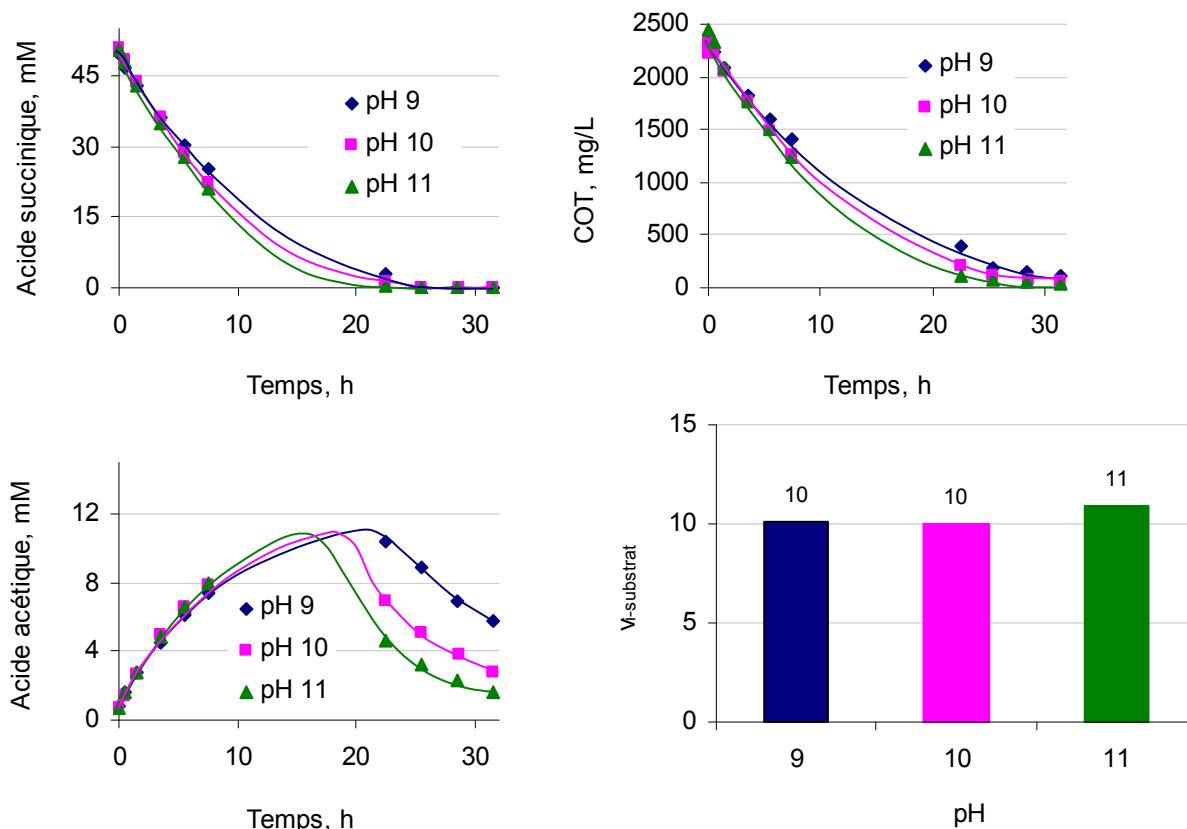 Acide succinique, mM
45
30
15
0
0
10
20
30
pH 9
pH 10
pH 11
Temps, h
COT, mg/L
2500
2000
1500
1000
500
0
0
10
20
30
pH 9
pH 10
pH 11
Temps, h
Acide acétique, mM
12
8
4
0
0
10
20
30
pH 9
pH 10
pH 11
Temps, h
Vi-substrat
15
10
5
0
10
10
11
9
10
11
pH